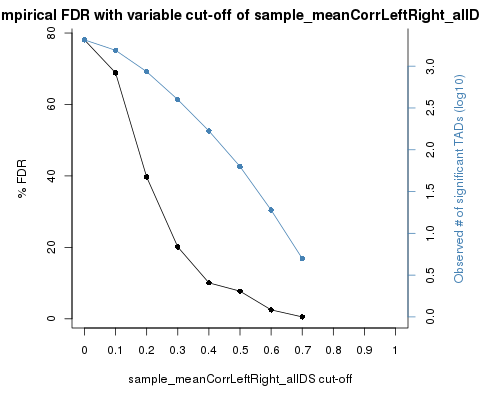 mpirical FDR with variable cut-off of sample_meanCorrLeftRight_allD
80
60
40
20
0
% FDR
3.0
2.5
2.0
1.5
1.0
0.5
0.0
Observed # of significant TADs (log10)
0 0.1 0.2 0.3 0.4 0.5 0.6 0.7 0.8 0.9 1
sample_meanCorrLeftRight_allDS cut-off